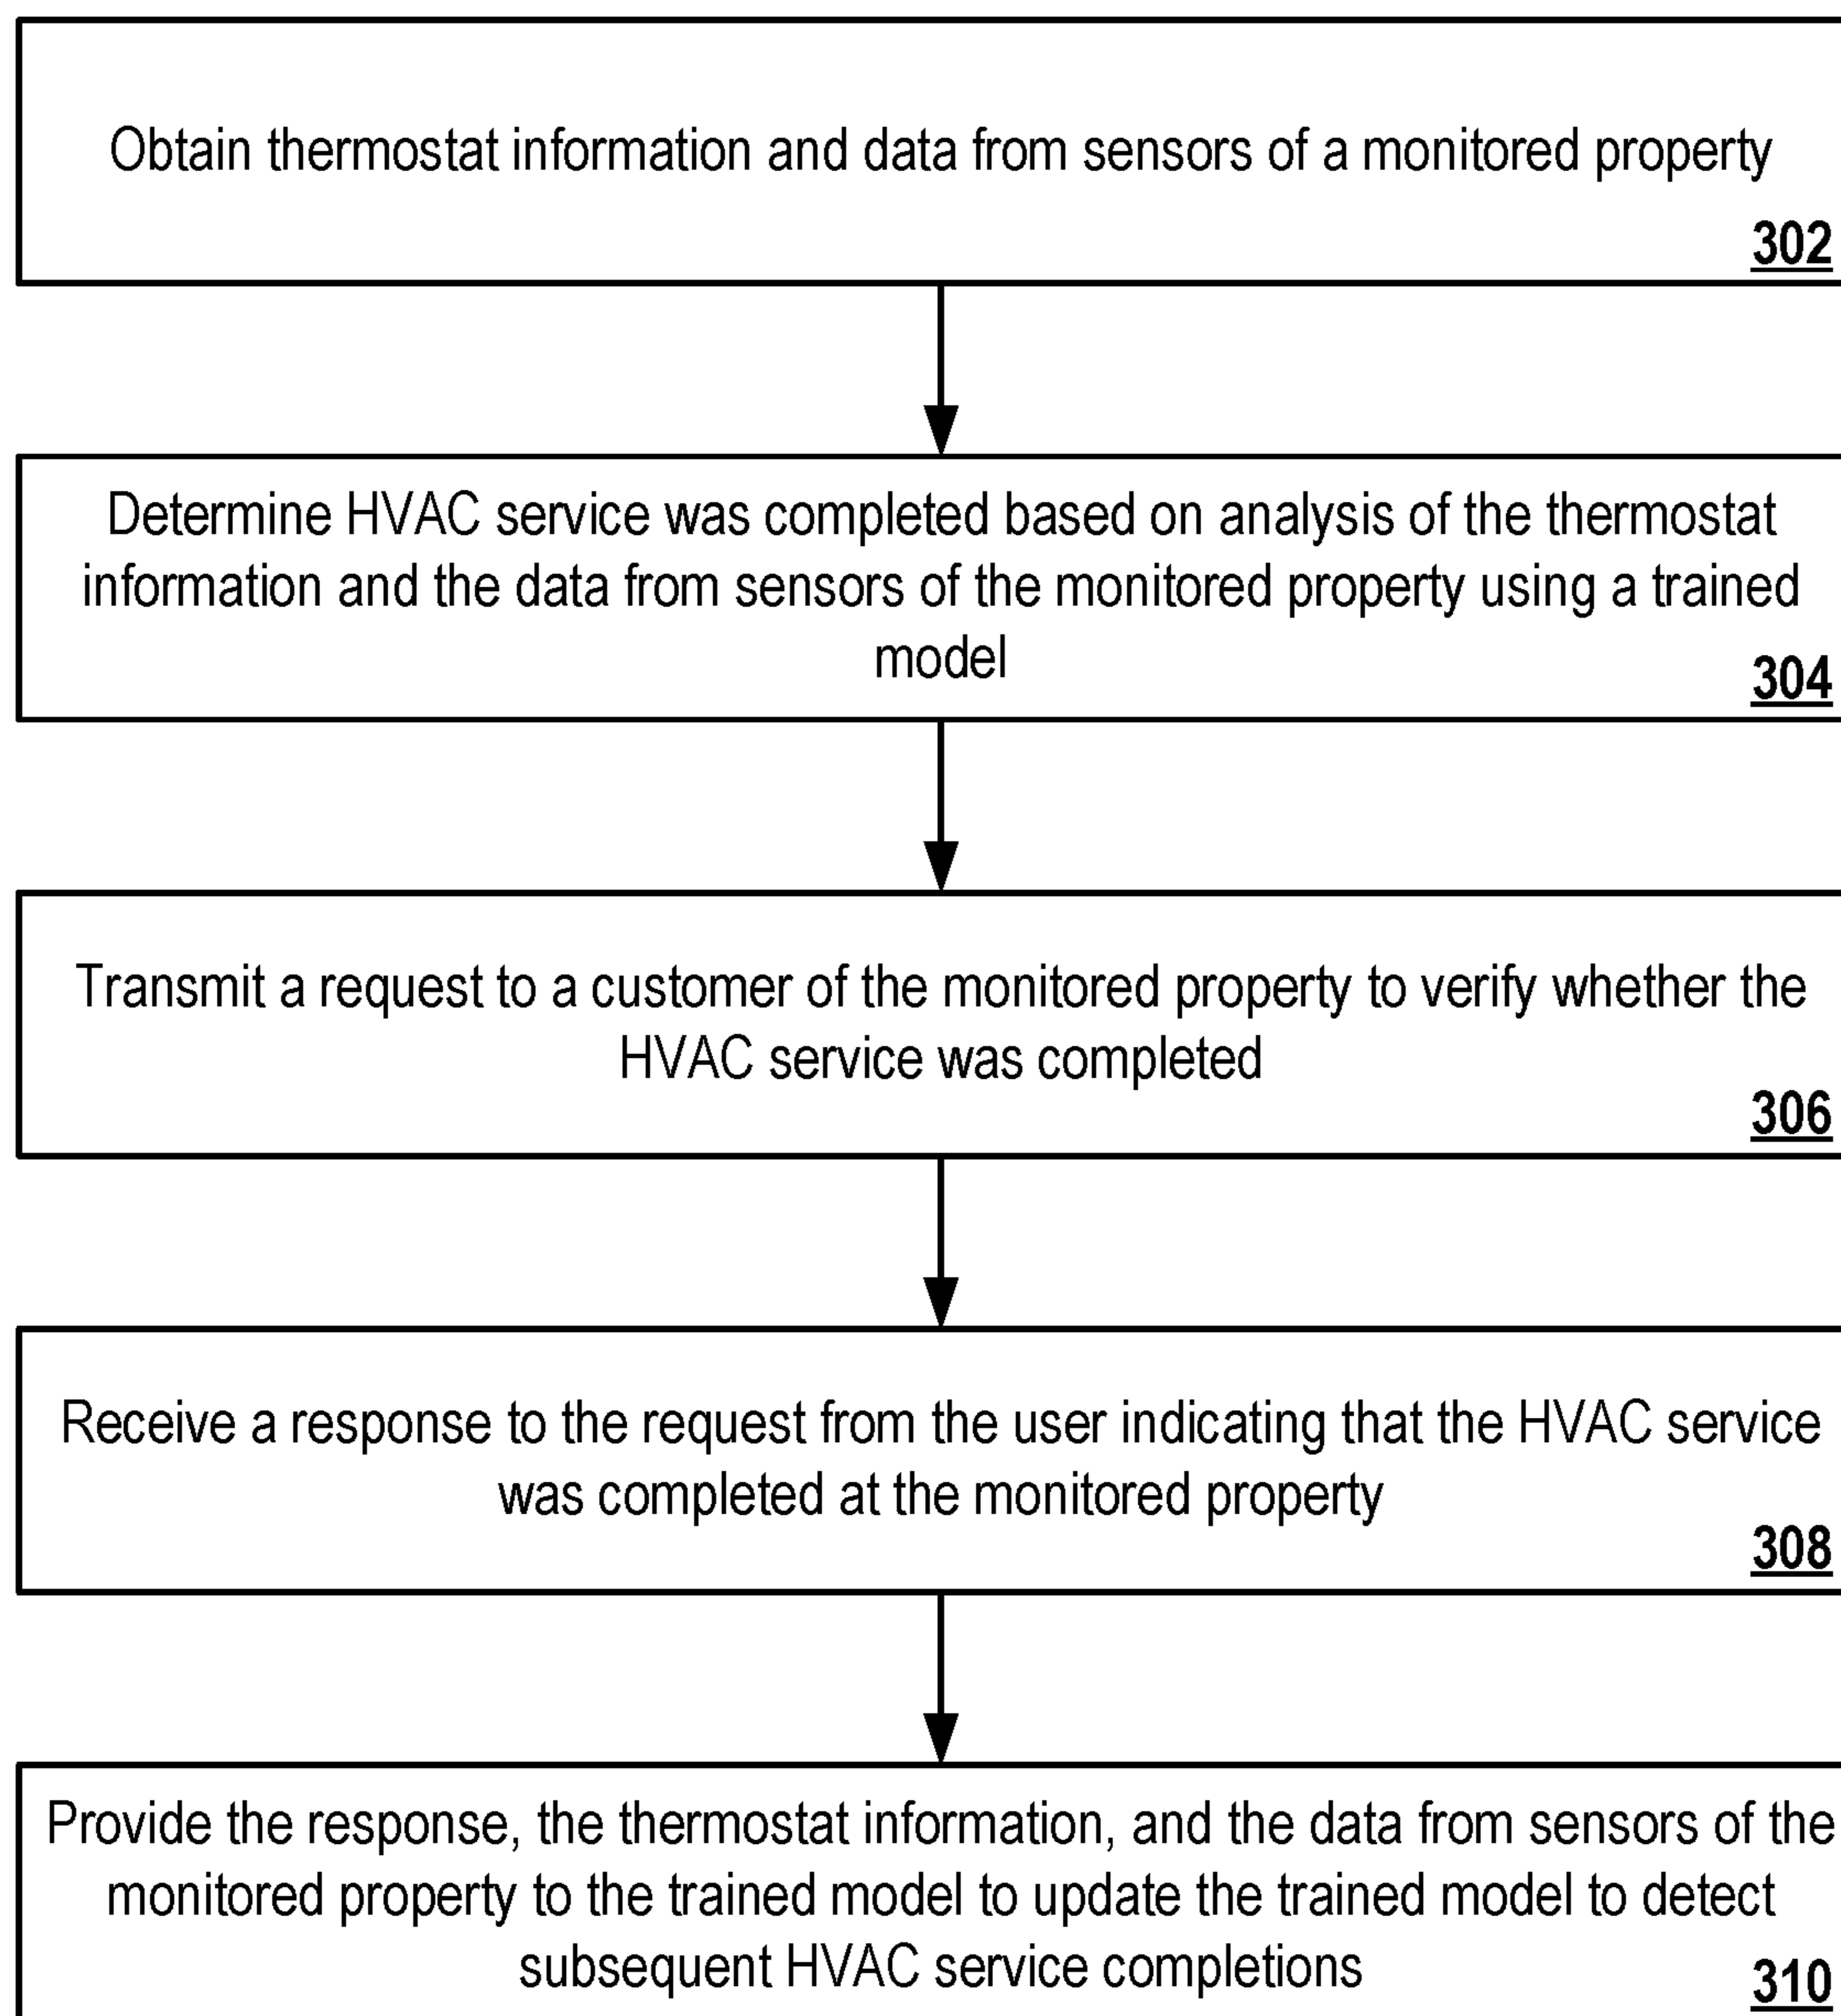 Obtain thermostat information and data from sensors of a monitored property
302
Determine HVAC service was completed based on analysis of the thermostat
information and the data from sensors of the monitored property using a trained
model
304
Transmit a request to a customer of the monitored property to verify whether the
HVAC service was completed
306
Receive a response to the request from the user indicating that the HVAC service
was completed at the monitored property
308
Provide the response, the thermostat information, and the data from sensors of the
monitored property to the trained model to update the trained model to detect
subsequent HVAC service completions
310